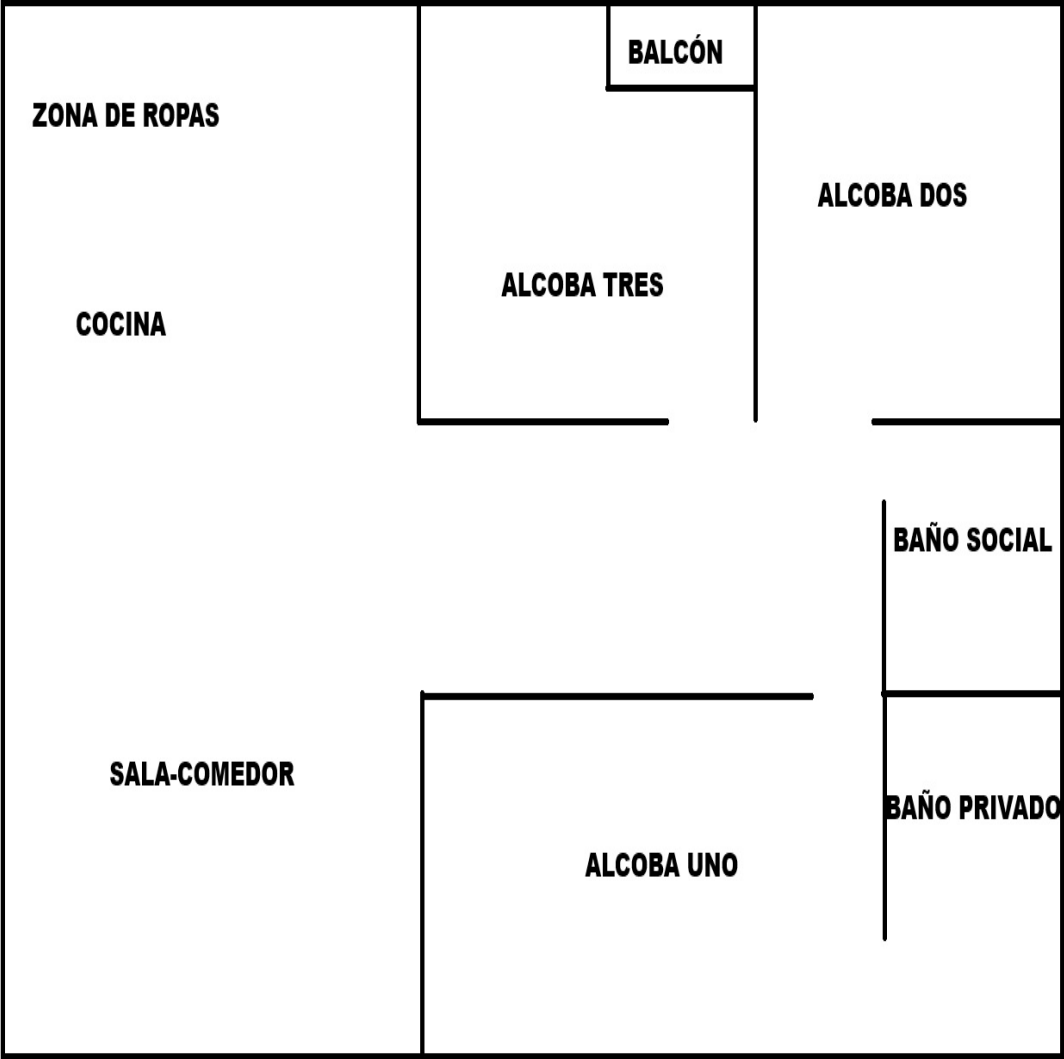 BALCÓN
ZONA DE ROPAS
ALCOBA DOS
ALCOBA TRES
COCINA
BAÑO SOCIAL
SALA-COMEDOR
BAÑO PRIVADO
ALCOBA UNO